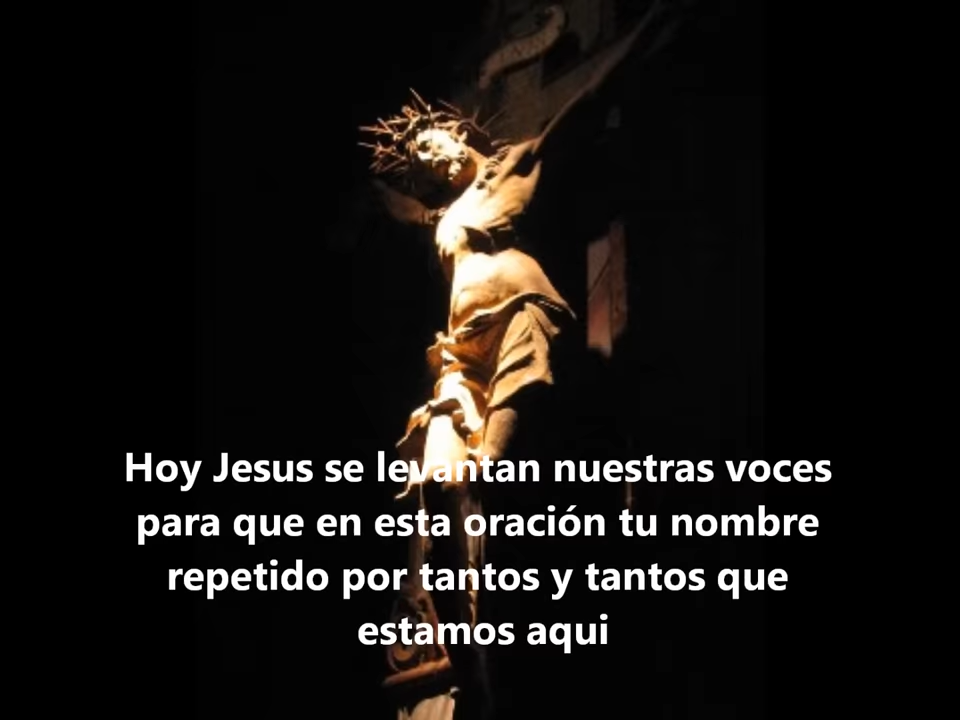 Hoy Jesus se levantan nuestras voces
para que en esta oración tu nombre
repetido por tantos y tantos que
estamos aqui